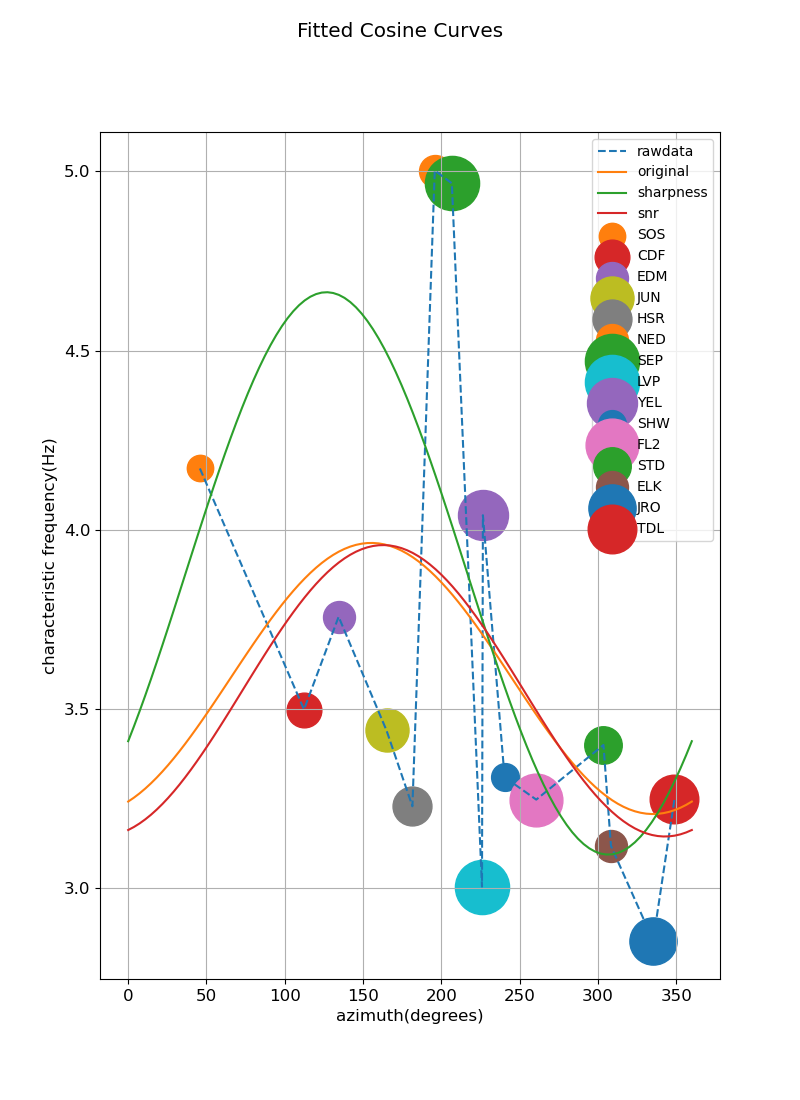 Fitted Cosine Curves
characteristic frequency(Hz)
5.0
4.5
4.0
3.5
3.0
rawdata
original
sharpness
snr
SOS
CDF
EDM
JUN
HSR
NED
SEP
LVP
YEL
SHW
FL2
STD
ELK
JRO
TDL
0 50 100 150 200 250 300 350
azimuth(degrees)